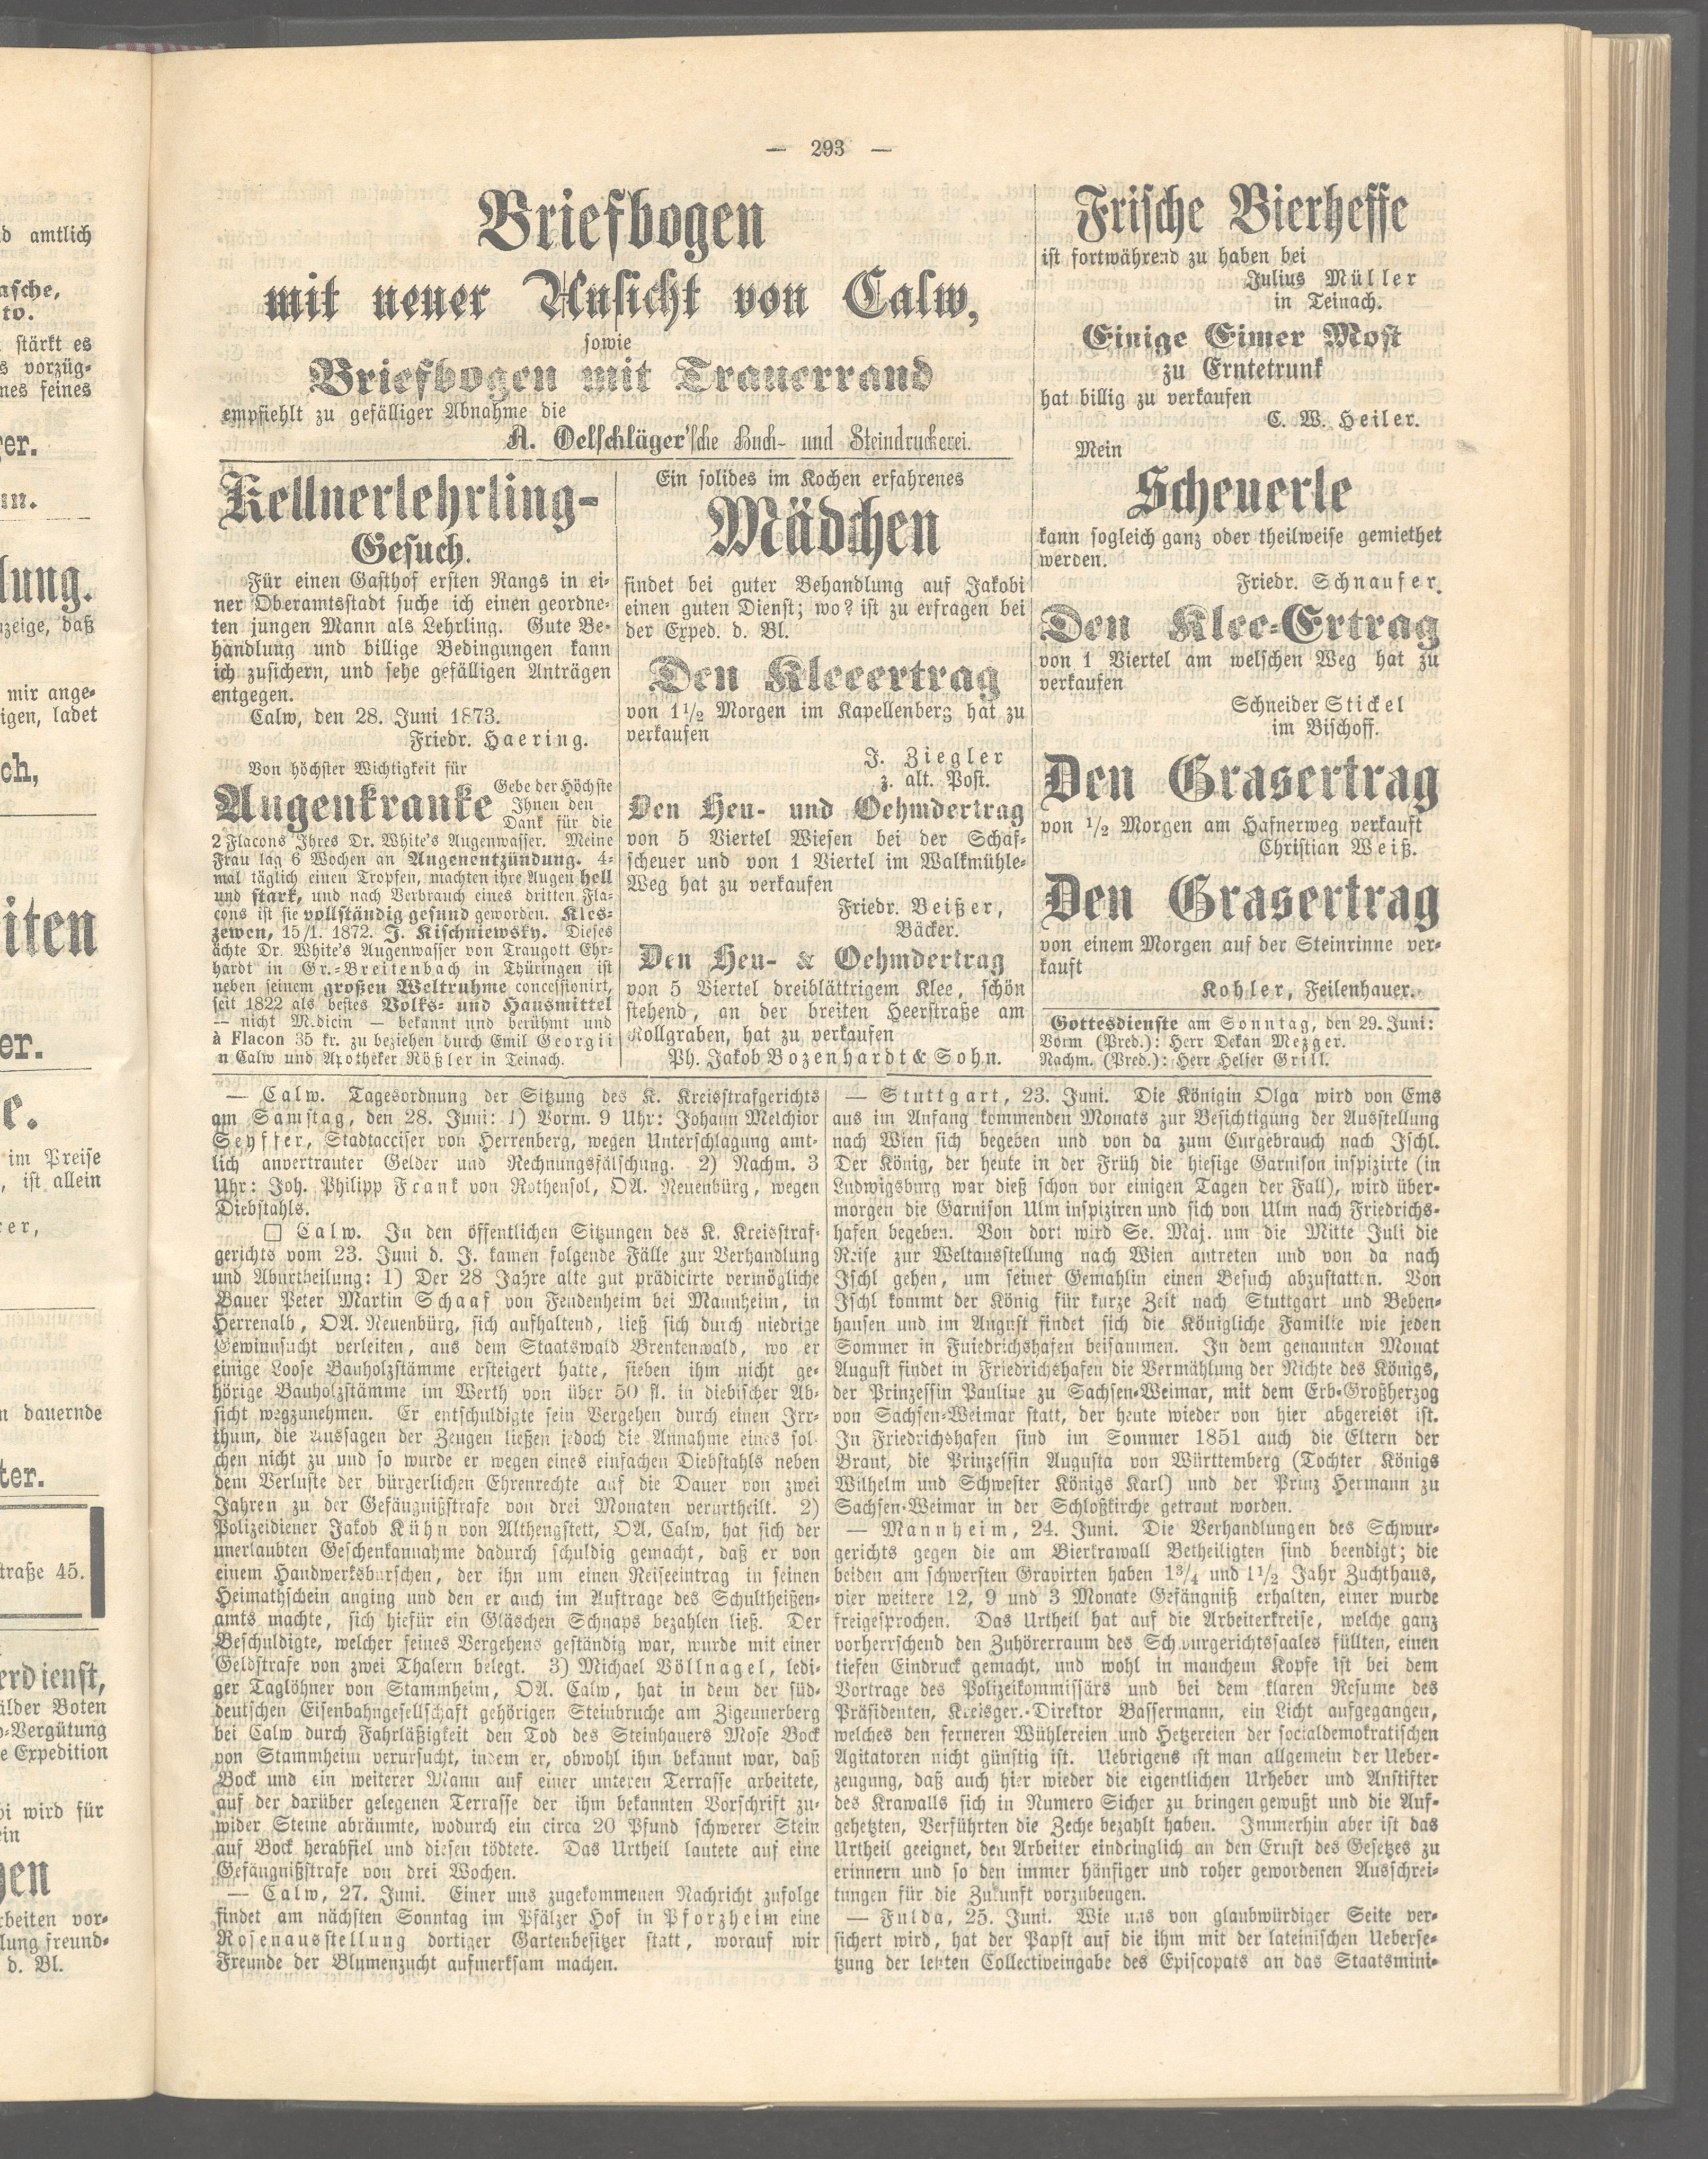 — 293 —
Briefbogen
mit neuer Ansicht von Calw,
sowie
Briefbogen mit Trauerrand
empfiehlt zu gefälliger Abnahme die
A. Oelschläger'sche Buch- und Steindruckerei.
Kellnerlehrling-
Gesuch.
Für einen Gasthof ersten Rangs in ei-
ner Oberamtsstadt suche ich einen geordne-
ten jungen Mann als Lehrling. Gute Be-
handlung und billige Bedingungen kann
ich zusichern, und sehe gefälligen Anträgen
entgegen.
Calw, den 28. Juni 1873.
Friedr. Haering.
Von höchster Wichtigkeit für
Augenkranke Gebe der Höchste
Ihnen den
Dank für die
2 Flacons Ihres Dr. White's Augenwasser. Meine
Frau lag 6 Wochen an Augenentzündung. 4-
mal täglich einen Tropfen, machten ihre Augen hell
und stark, und nach Verbrauch eines dritten Fla-
cons ist sie vollständig gesund geworden. Kles-
zewen, 15/1. 1872. J. Kischniewsky. Dieses
ächte Dr. White's Augenwasser von Traugott Ehr-
hardt in Gr.-Breitenbach in Thüringen ist
neben seinem großen Weltruhme concessionirt,
seit 1822 als bestes Volks- und Hausmittel
— nicht Medicin — bekannt und berühmt und
à Flacon 35 kr. zu beziehen durch Emil Georgii
n Calw und Apotheker Rößler in Teinach.
Ein solides im Kochen erfahrenes
Mädchen
findet bei guter Behandlung auf Jakobi
einen guten Dienst; wo? ist zu erfragen bei
der Exped. d. Bl.
Den Kleeertrag
von 1½ Morgen im Kapellenberg hat zu
verkaufen
J. Ziegler
z. alt. Post.
Den Heu- und Oehmdertrag
von 5 Viertel Wiesen bei der Schaf-
scheuer und von 1 Viertel im Walkmühle-
Weg hat zu verkaufen
Friedr. Beißer,
Bäcker.
Den Heu- & Oehmdertrag
von 5 Viertel dreiblättrigem Klee, schön
stehend, an der breiten Heerstraße am
Kollgraben, hat zu verkaufen
Ph. Jakob Bozenhardt & Sohn.
Frische Bierheffe
ist fortwährend zu haben bei
Julius Müller
in Teinach.
Einige Eimer Most
zu Erntetrunk
hat billig zu verkaufen
C. W. Heiler.
Mein
Scheuerle
kann sogleich ganz oder theilweise gemiethet
werden.
Friedr. Schnaufer.
Den Klee-Ertrag
von 1 Viertel am welschen Weg hat zu
verkaufen
Schneider Stickel
im Bischoff.
Den Grasertrag
von ½ Morgen am Hafnerweg verkauft
Christian Weiß.
Den Grasertrag
von einem Morgen auf der Steinrinne ver-
kauft
Kohler, Feilenhauer.
Gottesdienste am Sonntag, den 29. Juni:
Vorm (Pred.): Herr Dekan Mezger.
Nachm. (Pred.): Herr Helfer Grill.
— Calw. Tagesordnung der Sitzung des K. Kreisstrafgerichts
am Samstag, den 28. Juni: 1) Vorm. 9 Uhr: Johann Melchior
Seyffer, Stadtacciser von Herrenberg, wegen Unterschlagung amt-
lich anvertrauter Gelder und Rechnungsfälschung. 2) Nachm. 3
Uhr: Joh. Philipp Frank von Rothensol, OA. Neuenbürg, wegen
Diebstahls.
□ Calw. In den öffentlichen Sitzungen des K. Kreisstraf-
gerichts vom 23. Juni d. J. kamen folgende Fälle zur Verhandlung
und Aburtheilung: 1) Der 28 Jahre alte gut prädicirte vermögliche
Bauer Peter Martin Schaaf von Feudenheim bei Mannheim, in
Herrenalb, OA. Neuenbürg, sich aufhaltend, ließ sich durch niedrige
Gewinnsucht verleiten, aus dem Staatswald Brentenwald, wo er
einige Loose Bauholzstämme ersteigert hatte, sieben ihm nicht ge-
hörige Bauholzstämme im Werth von über 50 fl. in diebischer Ab-
sicht wegzunehmen. Er entschuldigte sein Vergehen durch einen Irr-
thum, die Aussagen der Zeugen ließen jedoch die Annahme eines sol-
chen nicht zu und so wurde er wegen eines einfachen Diebstahls neben
dem Verluste der bürgerlichen Ehrenrechte auf die Dauer von zwei
Jahren zu der Gefängnißstrafe von drei Monaten verurtheilt. 2)
Polizeidiener Jakob Kühn von Althengstett, OA. Calw, hat sich der
unerlaubten Geschenkannahme dadurch schuldig gemacht, daß er von
einem Handwerksburschen, der ihn um einen Reiseeintrag in seinen
Heimathschein anging und den er auch im Auftrage des Schultheißen-
amts machte, sich hiefür ein Gläschen Schnaps bezahlen ließ. Der
Beschuldigte, welcher seines Vergehens geständig war, wurde mit einer
Geldstrafe von zwei Thalern belegt. 3) Michael Völlnagel, ledi-
ger Taglöhner von Stammheim, OA. Calw, hat in dem der süd-
deutschen Eisenbahngesellschaft gehörigen Steinbruche am Zigeunerberg
bei Calw durch Fahrläßigkeit den Tod des Steinhauers Mose Bock
von Stammheim verursucht, indem er, obwohl ihm bekannt war, daß
Bock und ein weiterer Mann auf einer unteren Terrasse arbeitete,
auf der darüber gelegenen Terrasse der ihm bekannten Vorschrift zu-
wider Steine abräumte, wodurch ein circa 20 Pfund schwerer Stein
auf Bock herabfiel und diesen tödtete. Das Urtheil lautete auf eine
Gefängnißstrafe von drei Wochen.
— Calw, 27. Juni. Einer uns zugekommenen Nachricht zufolge
findet am nächsten Sonntag im Pfälzer Hof in Pforzheim eine
Rosenausstellung dortiger Gartenbesitzer statt, worauf wir
Freunde der Blumenzucht aufmerksam machen.
— Stuttgart, 23. Juni. Die Königin Olga wird von Ems
aus im Anfang kommenden Monats zur Besichtigung der Ausstellung
nach Wien sich begeben und von da zum Curgebrauch nach Ischl.
Der König, der heute in der Früh die hiesige Garnison inspizirte (in
Ludwigsburg war dieß schon vor einigen Tagen der Fall), wird über-
morgen die Garnison Ulm inspiziren und sich von Ulm nach Friedrichs-
hafen begeben. Von dort wird Se. Maj. um die Mitte Juli die
Reise zur Weltausstellung nach Wien antreten und von da nach
Ischl gehen, um seiner Gemahlin einen Besuch abzustatten. Von
Ischl kommt der König für kurze Zeit nach Stuttgart und Beben-
hausen und im August findet sich die Königliche Familie wie jeden
Sommer in Friedrichshafen beisammen. In dem genannten Monat
August findet in Friedrichshafen die Vermählung der Nichte des Königs,
der Prinzessin Pauline zu Sachsen-Weimar, mit dem Erb-Großherzog
von Sachsen-Weimar statt, der heute wieder von hier abgereist ist.
In Friedrichshafen sind im Sommer 1851 auch die Eltern der
Braut, die Prinzessin Augusta von Württemberg (Tochter Königs
Wilhelm und Schwester Königs Karl) und der Prinz Hermann zu
Sachsen-Weimar in der Schloßkirche getraut worden.
— Mannheim, 24. Juni. Die Verhandlungen des Schwur-
gerichts gegen die am Bierkrawall Betheiligten sind beendigt; die
beiden am schwersten Gravirten haben 1¾ und 1½ Jahr Zuchthaus,
vier weitere 12, 9 und 3 Monate Gefängniß erhalten, einer wurde
freigesprochen. Das Urtheil hat auf die Arbeiterkreise, welche ganz
vorherrschend den Zuhörerraum des Schwurgerichtssaales füllten, einen
tiefen Eindruck gemacht, und wohl in manchem Kopfe ist bei dem
Vortrage des Polizeikommissärs und bei dem klaren Resume des
Präsidenten, Kreisger.-Direktor Bassermann, ein Licht aufgegangen,
welches den ferneren Wühlereien und Hetzereien der socialdemokratischen
Agitatoren nicht günstig ist. Uebrigens ist man allgemein der Ueber-
zeugung, daß auch hier wieder die eigentlichen Urheber und Anstifter
des Krawalls sich in Numero Sicher zu bringen gewußt und die Auf-
gehetzten, Verführten die Zeche bezahlt haben. Immerhin aber ist das
Urtheil geeignet, den Arbeiter eindringlich an den Ernst des Gesetzes zu
erinnern und so den immer häufiger und roher gewordenen Ausschrei-
tungen für die Zukunft vorzubeugen.
— Fulda, 25. Juni. Wie uns von glaubwürdiger Seite ver-
sichert wird, hat der Papst auf die ihm mit der lateinischen Ueberse-
tzung der letzten Collectiveingabe des Episcopats an das Staatsmini-